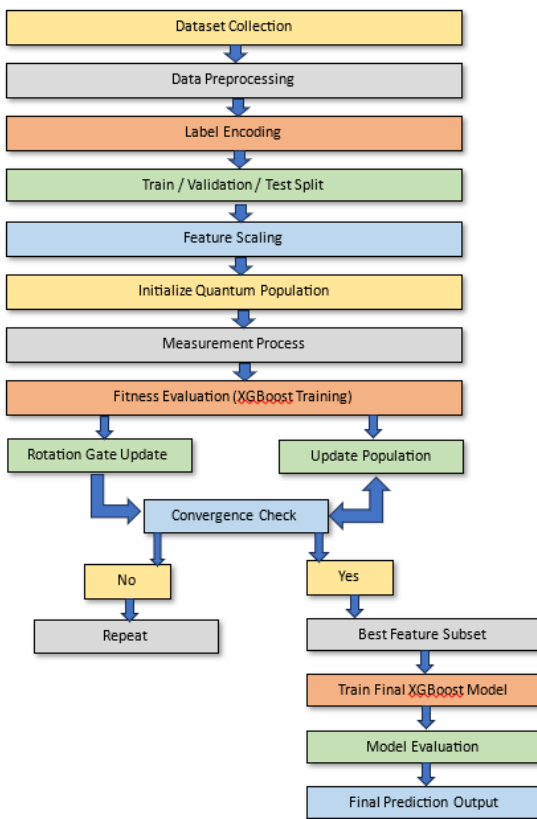 Dataset Collection
Data Preprocessing
Label Encoding
Train / Validation / Test Split
Feature Scaling
Initialize Quantum Population
Measurement Process
Fitness Evaluation (XGBoost Training)
Rotation Gate Update
Update Population
Convergence Check
No
Yes
Repeat
Best Feature Subset
Train Final XGBoost Model
Model Evaluation
Final Prediction Output